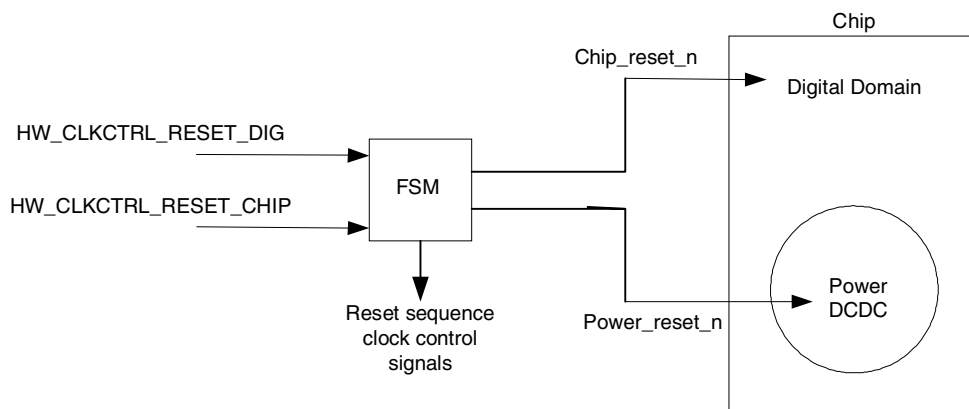 Chip
Chip_reset_n
Digital Domain
HW_CLKCTRL_RESET_DIG
FSM
HW_CLKCTRL_RESET_CHIP
Power
DCDC
Power_reset_n
Reset sequence
clock control
signals